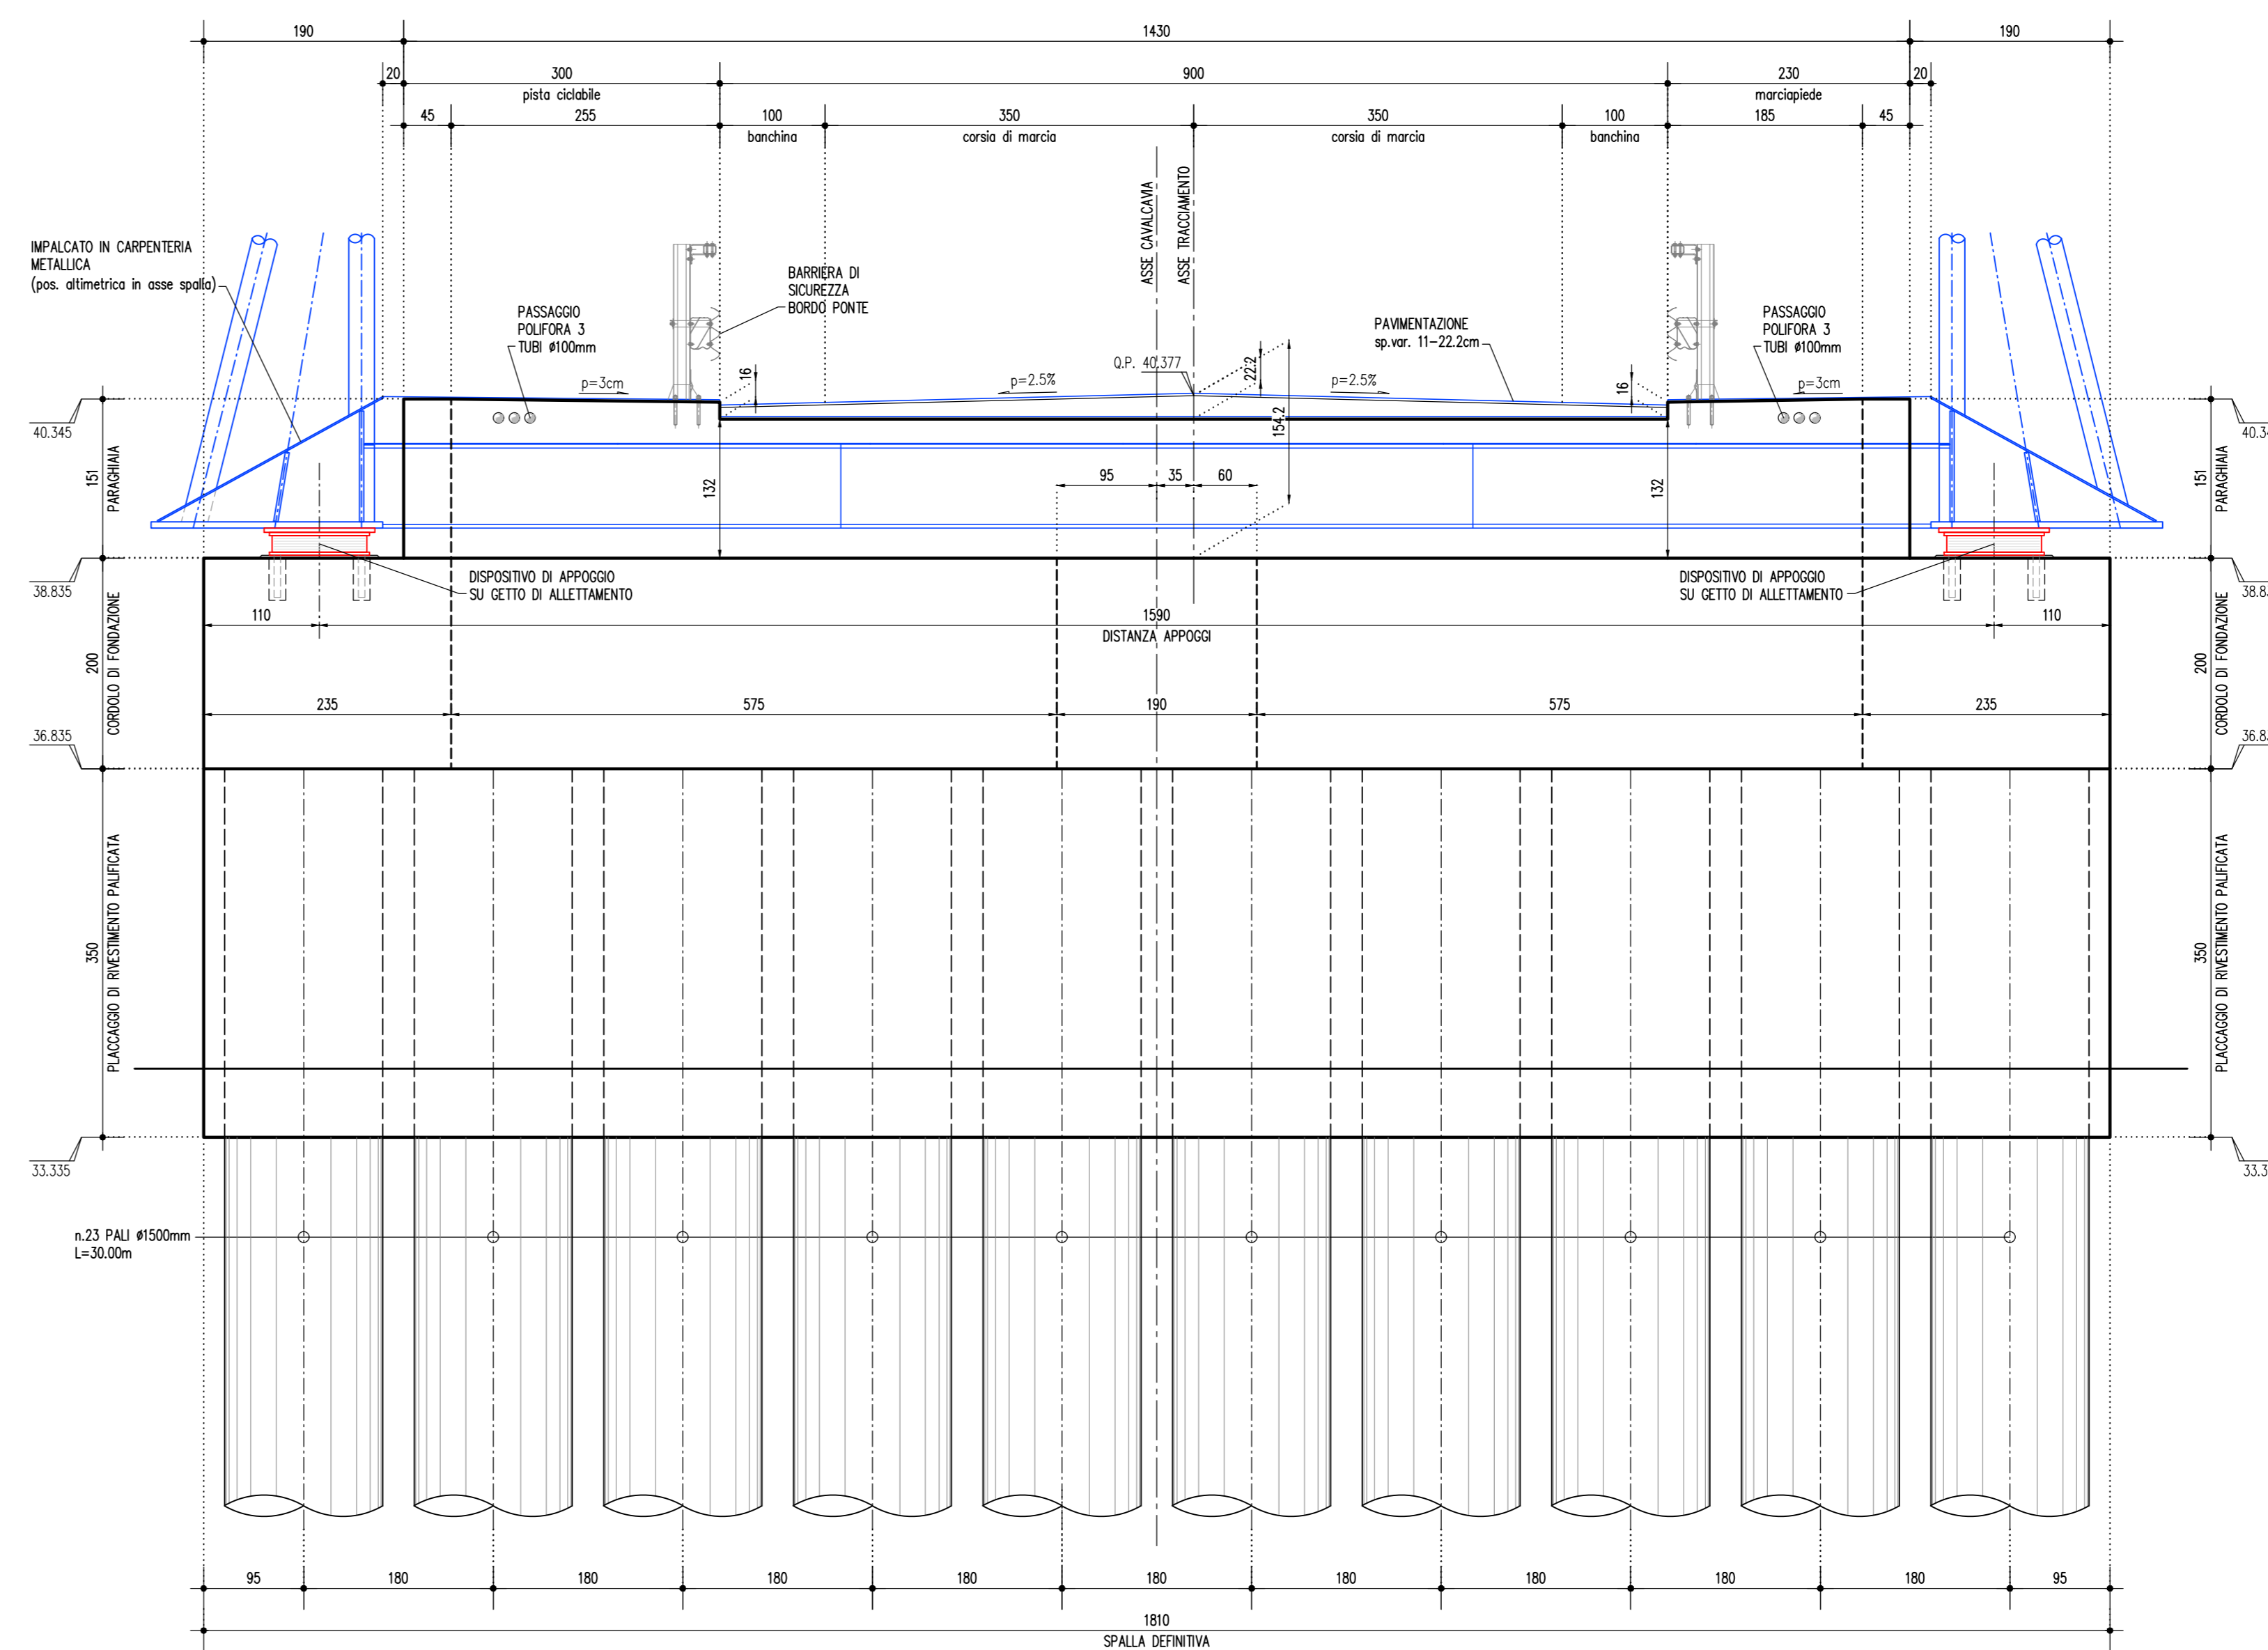 190
1430
190
20
300
900
230
20
pista ciclabile
marciapiede
45
255
100
350
350
100
185
45
banchina
corsia di marcia
corsia di marcia
banchina
ASSE CAVALCAVIA
ASSE TRACCIAMENTO
IMPALCATO IN CARPENTERIA
METALLICA
(pos. altimetrica in asse spalla)
BARRIERA DI
SICUREZZA
BORDO PONTE
PASSAGGIO
POLIFORA 3
TUBI ø100mm
PAVIMENTAZIONE
sp.var. 11-22.2cm
PASSAGGIO
POLIFORA 3
TUBI ø100mm
Q.P. 40.377
22.2
16
16
p=3cm
p=2.5%
p=2.5%
p=3cm
154.2
40.345
40.34
151
PARAGHIAIA
151
PARAGHIAIA
132
95
35
60
132
38.835
38.83
DISPOSITIVO DI APPOGGIO
SU GETTO DI ALLETTAMENTO
DISPOSITIVO DI APPOGGIO
SU GETTO DI ALLETTAMENTO
110
1590
110
DISTANZA APPOGGI
200
CORDOLO DI FONDAZIONE
200
CORDOLO DI FONDAZIONE
235
575
190
575
235
36.835
36.83
350
PLACCAGGIO DI RIVESTIMENTO PALIFICATA
350
PLACCAGGIO DI RIVESTIMENTO PALIFICATA
33.335
33.3
n.23 PALI ø1500mm
L=30.00m
95
180
180
180
180
180
180
180
180
180
95
1810
SPALLA DEFINITIVA